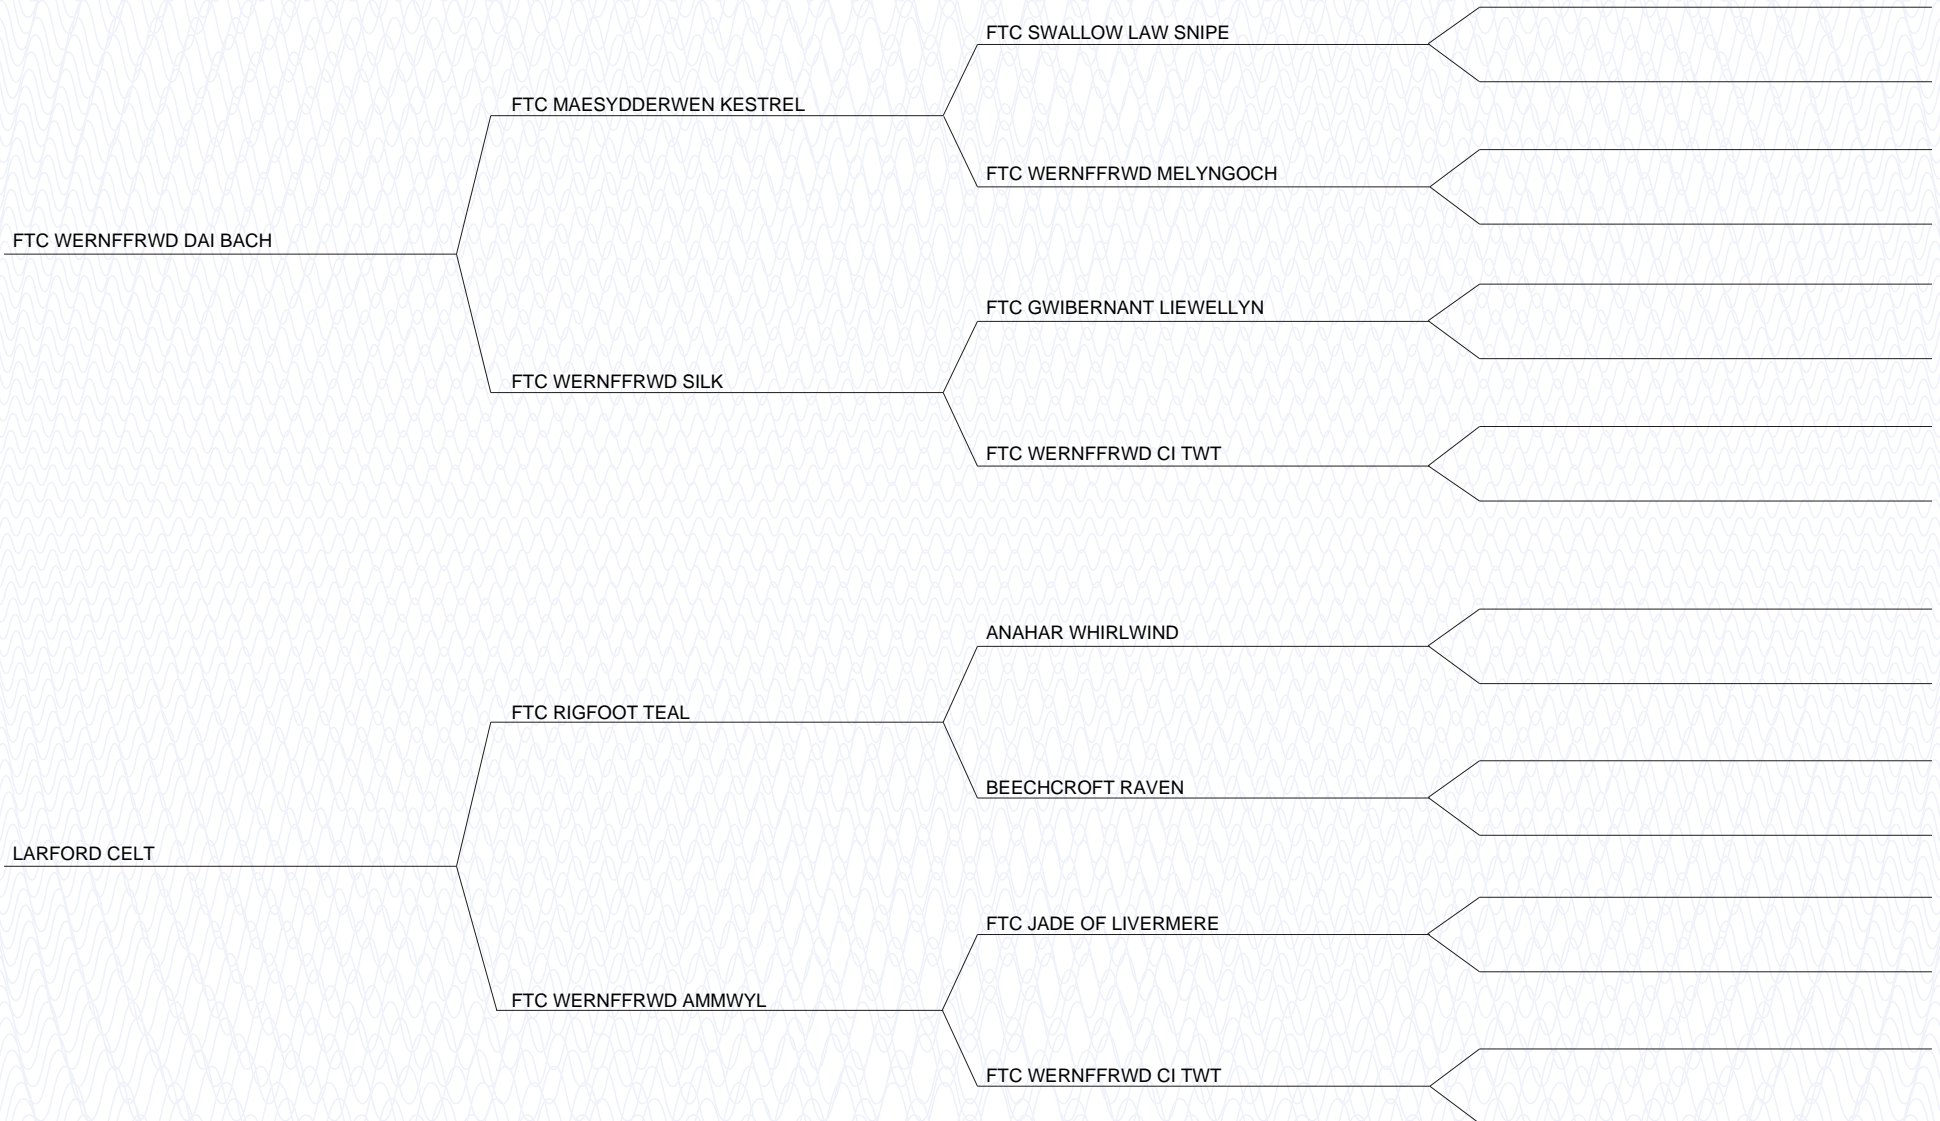 FTC SWALLOW LAW SNIPE
FTC MAESYDDERWEN KESTREL
FTC WERNFFRWD MELYNGOCH
FTC WERNFFRWD DAI BACH
FTC GWIBERNANT LIEWELLYN
FTC WERNFFRWD SILK
FTC WERNFFRWD CI TWT
ANAHAR WHIRLWIND
FTC RIGFOOT TEAL
BEECHCROFT RAVEN
LARFORD CELT
FTC JADE OF LIVERMERE
FTC WERNFFRWD AMMWYL
FTC WERNFFRWD CI TWT